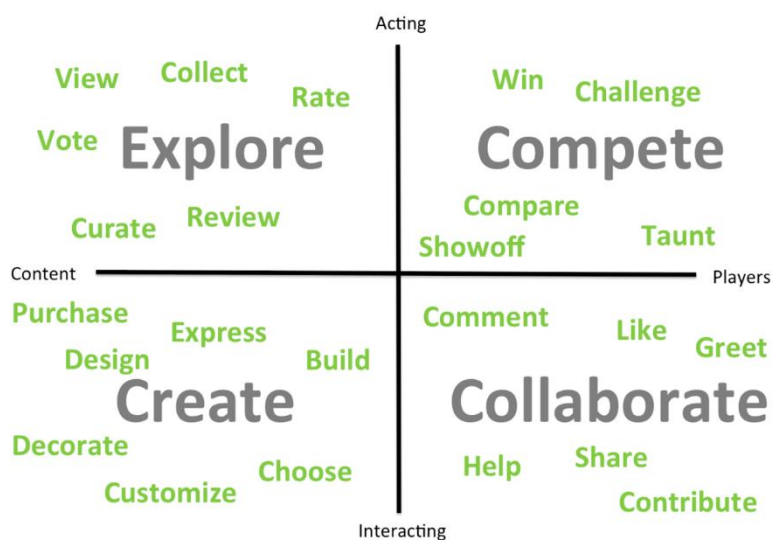 Acting
View
Collect
Rate
Vote
Explore
Curate
Review
Win
Challenge
Compete
Compare
Showoff
Taunt
Content
Players
Purchase
Express
Design
Build
Create
Decorate
Choose
Customize
Comment
Like
Greet
Collaborate
Help
Share
Contribute
Interacting